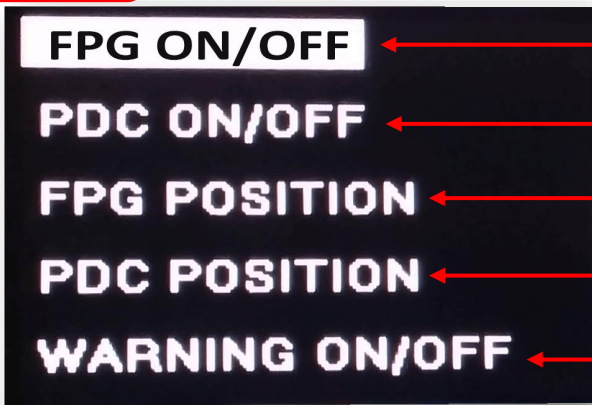 FPG ON/OFF
PDC ON/OFF
FPG POSITION
PDC POSITION
WARNING ON/OFF